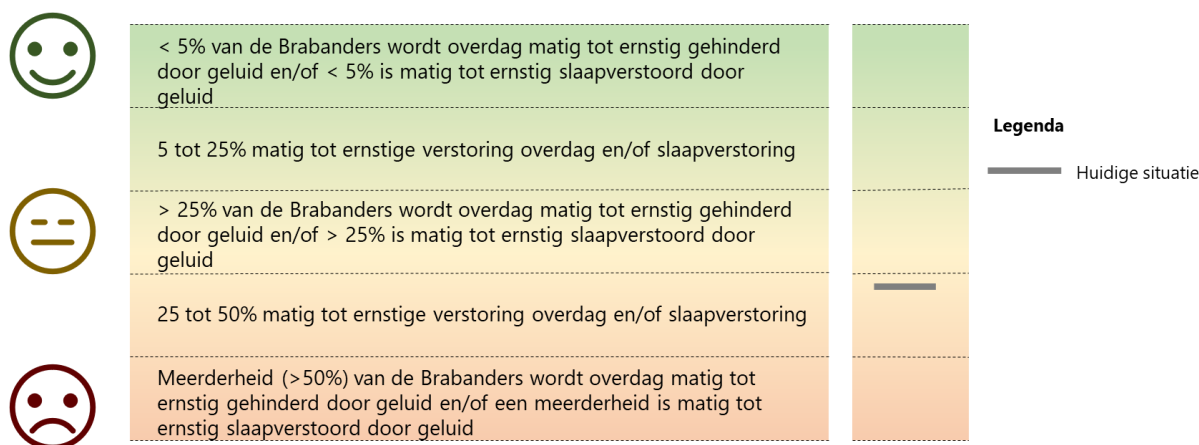 < 5% van de Brabanders wordt overdag matig tot ernstig gehinderd
door geluid en/of < 5% is matig tot ernstig slaapverstoord door
geluid
5 tot 25% matig tot ernstige verstoring overdag en/of slaapverstoring
> 25% van de Brabanders wordt overdag matig tot ernstig gehinderd
door geluid en/of > 25% is matig tot ernstig slaapverstoord door
geluid
25 tot 50% matig tot ernstige verstoring overdag en/of slaapverstoring
Meerderheid (>50%) van de Brabanders wordt overdag matig tot
ernstig gehinderd door geluid en/of een meerderheid is matig tot
ernstig slaapverstoord door geluid
Legenda
Huidige situatie